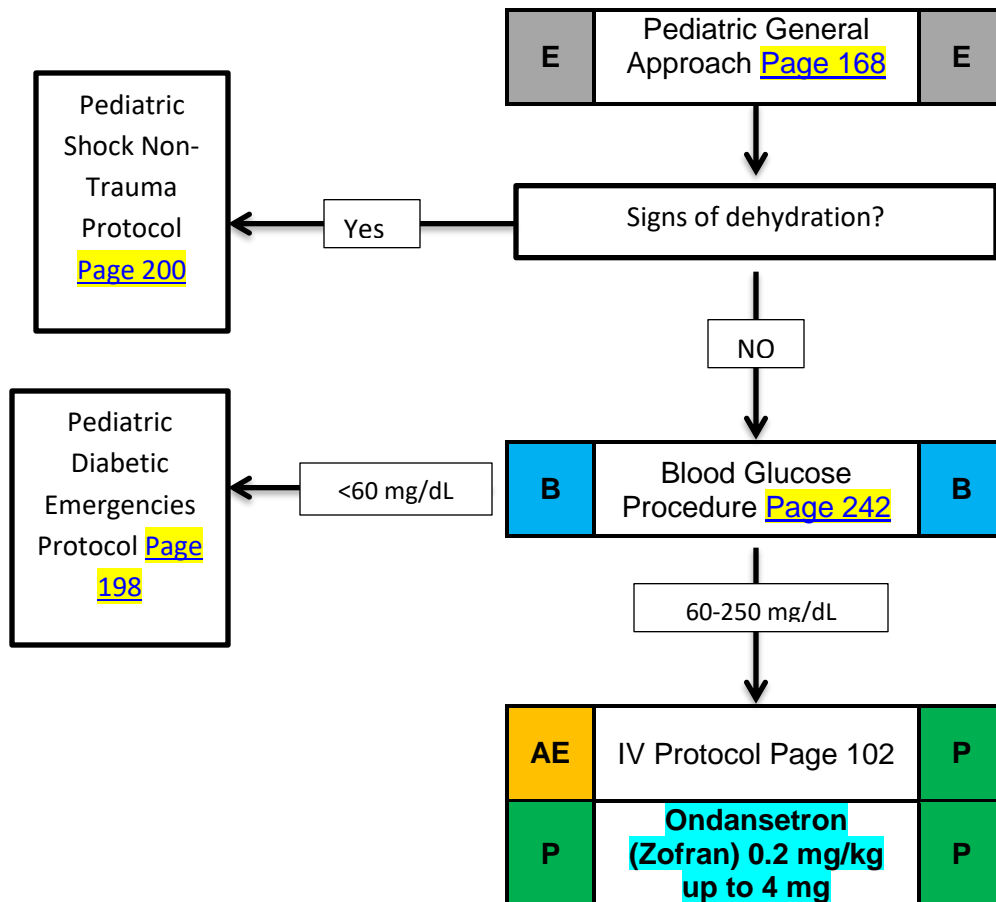 E
Pediatric General
Approach Page 168
E
Pediatric
Shock Non-
Trauma
Protocol
Page 200
Yes
Signs of dehydration?
NO
Pediatric
Diabetic
Emergencies
Protocol Page
198
<60 mg/dL
B
Blood Glucose
Procedure Page 242
B
60-250 mg/dL
AE
IV Protocol Page 102
P
P
Ondansetron
(Zofran) 0.2 mg/kg
up to 4 mg
P